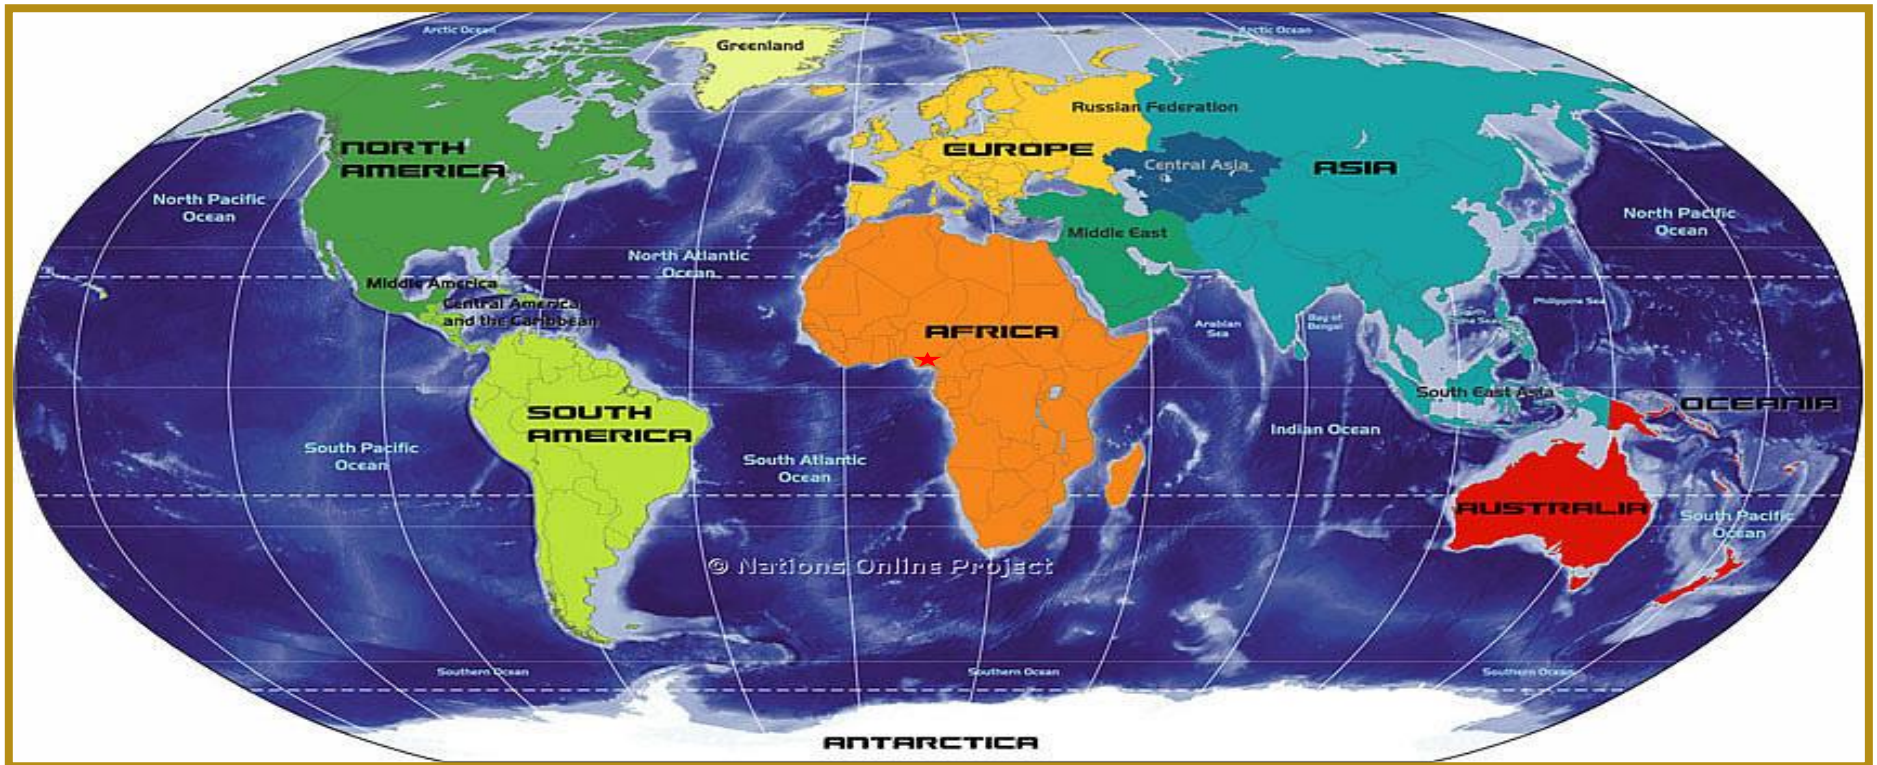 Arctic Ocean
Arctic Ocean
Greenland
Russian Federation
NORTH
AMERICA
EUROPE
Central Asia
ASIA
North Pacific
Ocean
North Pacific
Ocean
Middle East
North Atlantic
Ocean
Middle America
Central America
and the Caribbean
Philippine Sea
Arabian
Sea
Bay of
Bengal
AFRICA
South East Asia
OCEANIA
SOUTH
AMERICA
Indian Ocean
South Pacific
Ocean
South Atlantic
Ocean
AUSTRALIA
South Pacific
Ocean
© Nations Online Project
Southern Ocean
Southern Ocean
Southern Ocean
ANTARCTICA